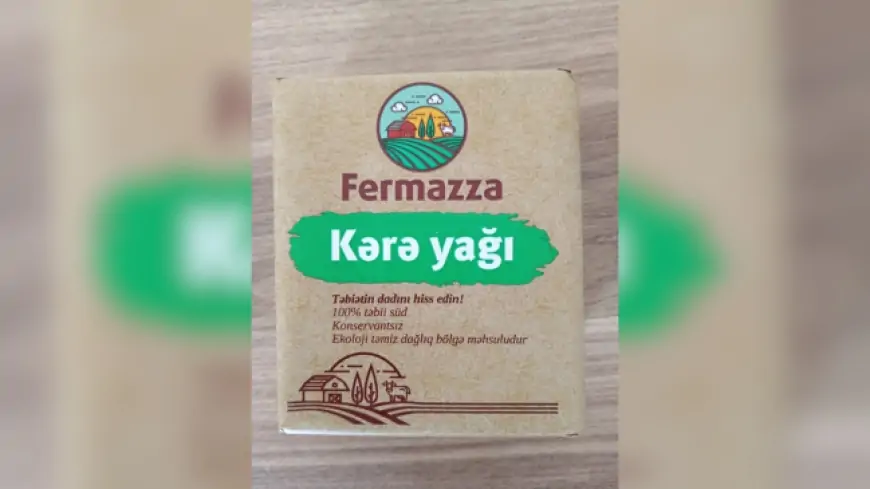 Fermazza
Kərə yağı
Təbiətin dadını hiss edin!
100% təbii süd
Konservantsız
Ekoloji təmiz dağlıq bölgə məhsuludur